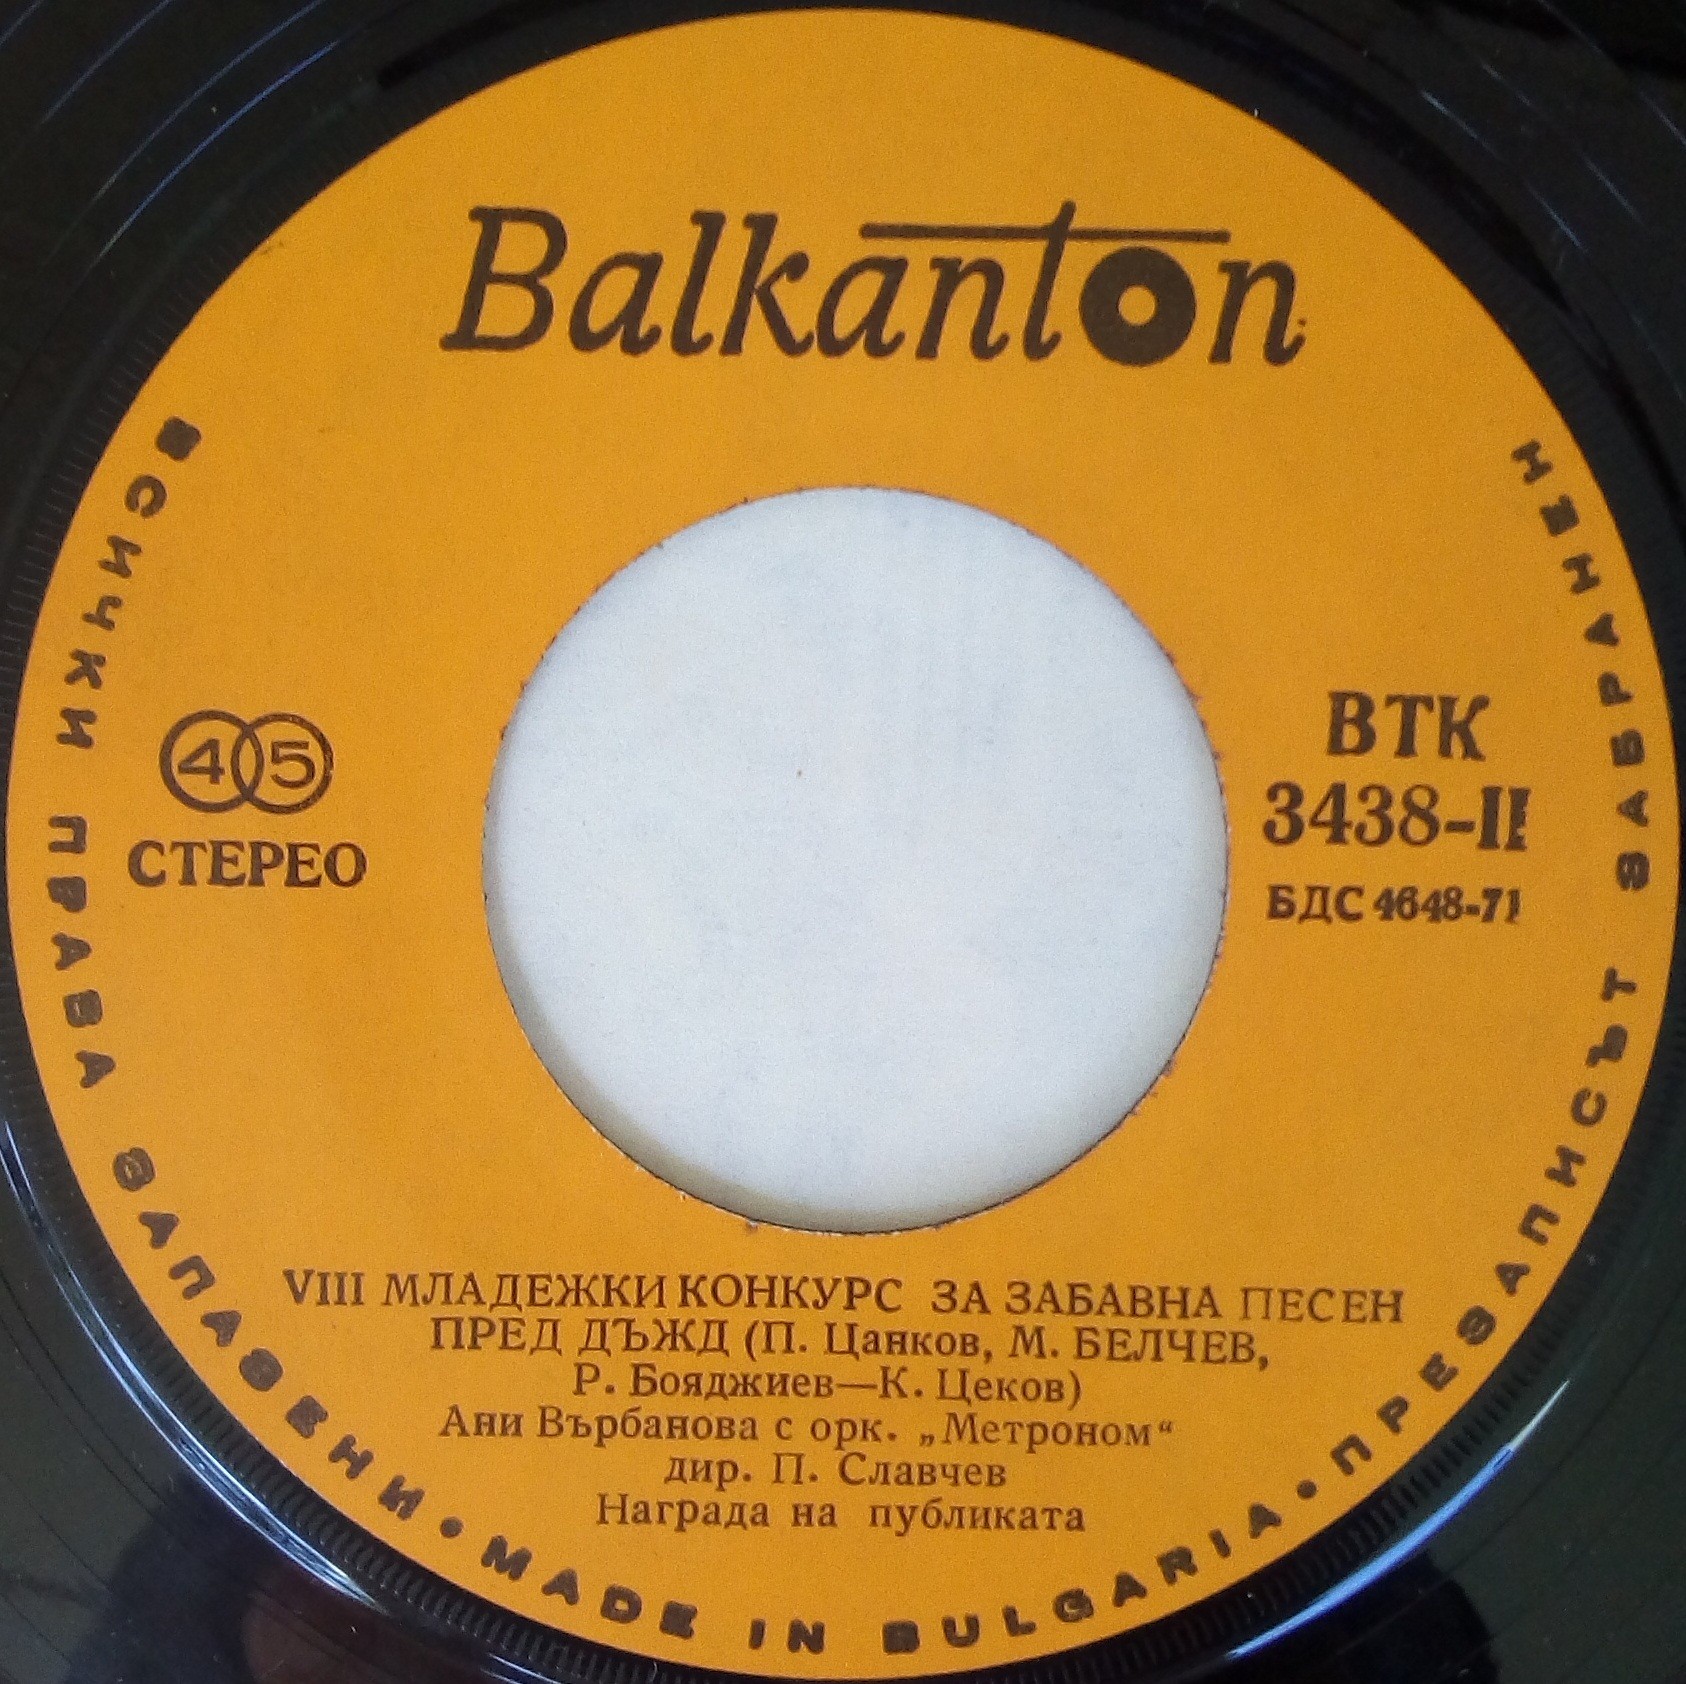 Balkanton
45
СТЕРЕО
ВТК
3438-II
БДС 4648-71
VIII МЛАДЕЖКИ КОНКУРС ЗА ЗАБАВНА ПЕСЕН
ПРЕД ДЪЖД (П. Цанков, М. БЕЛЧЕВ,
Р. Бояджиев—К. Цеков)
Ани Върбанова с орк. „Метроном“
дир. П. Славчев
Награда на публиката
ВСИЧКИ ПРАВА ЗАПАЗЕНИ • MADE IN BULGARIA • ПРЕЗАПИСЪТ ЗАБРАНЕН